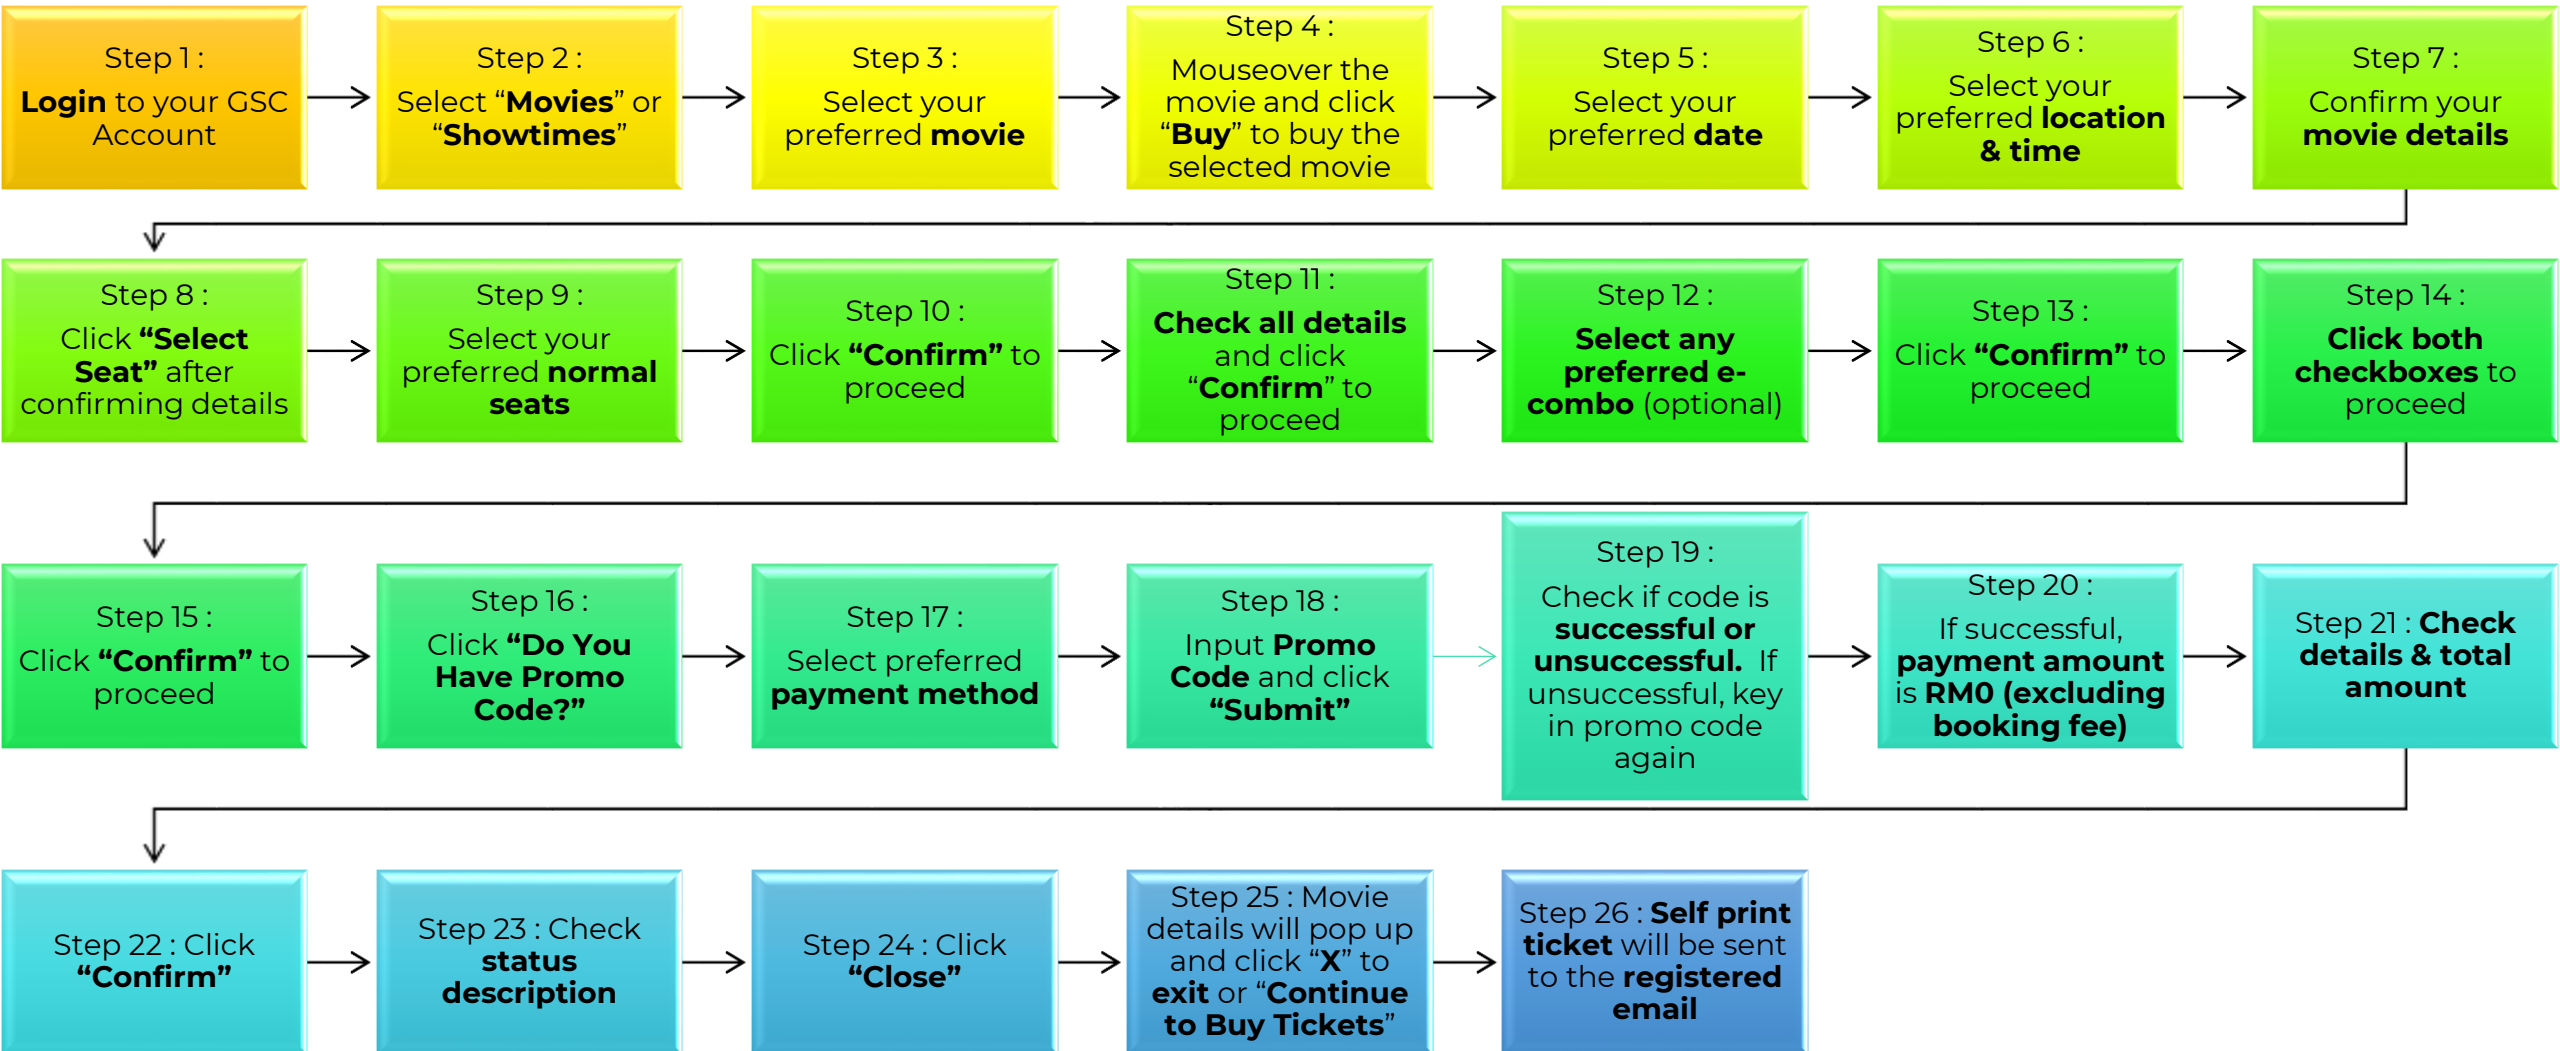 Step 1 :
Login to your GSC
Account
Step 2 :
Select “Movies” or
“Showtimes”
Step 3 :
Select your
preferred movie
Step 4 :
Mouseover the
movie and click
“Buy” to buy the
selected movie
Step 5 :
Select your
preferred date
Step 6 :
Select your
preferred location
& time
Step 7 :
Confirm your
movie details
Step 8 :
Click “Select
Seat” after
confirming details
Step 9 :
Select your
preferred normal
seats
Step 10 :
Click “Confirm” to
proceed
Step 11 :
Check all details
and click
“Confirm” to
proceed
Step 12 :
Select any
preferred e-
combo (optional)
Step 13 :
Click “Confirm” to
proceed
Step 14 :
Click both
checkboxes to
proceed
Step 15 :
Click “Confirm” to
proceed
Step 16 :
Click “Do You
Have Promo
Code?”
Step 17 :
Select preferred
payment method
Step 18 :
Input Promo
Code and click
“Submit”
Step 19 :
Check if code is
successful or
unsuccessful. If
unsuccessful, key
in promo code
again
Step 20 :
If successful,
payment amount
is RM0 (excluding
booking fee)
Step 21 : Check
details & total
amount
Step 22 : Click
“Confirm”
Step 23 : Check
status
description
Step 24 : Click
“Close”
Step 25 : Movie
details will pop up
and click “X” to
exit or “Continue
to Buy Tickets”
Step 26 : Self print
ticket will be sent
to the registered
email